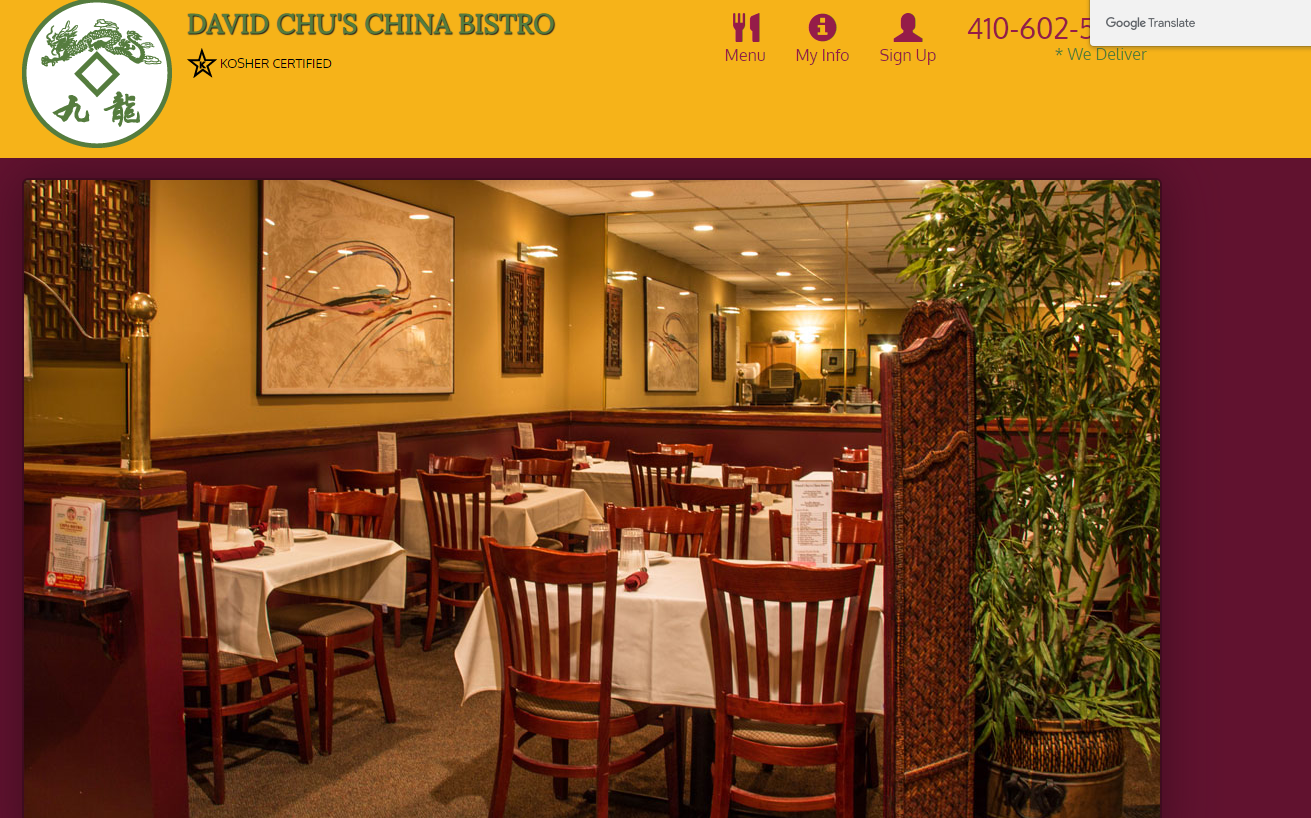 DAVID CHU'S CHINA BISTRO
KOSHER CERTIFIED
九龍
Menu
My Info
Sign Up
410-602-5
* We Deliver
Google Translate